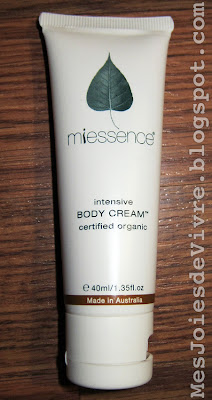 miessence®
intensive
BODY CREAM™
certified organic
℮ 40ml/1.35fl.oz
Made in Australia
MesJoiesdeVivre.blogspot.com